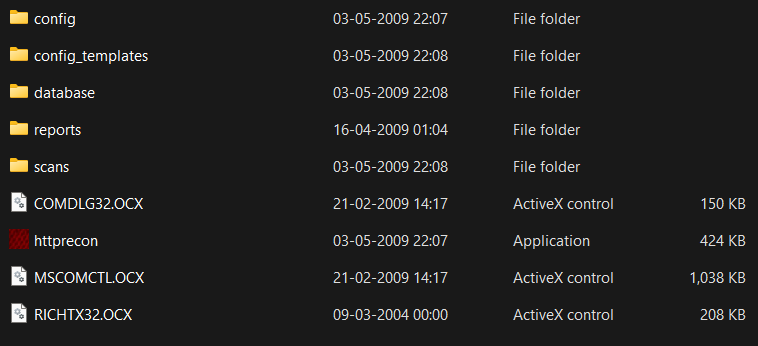 config 03-05-2009 22:07 File folder
config_templates 03-05-2009 22:08 File folder
database 03-05-2009 22:08 File folder
reports 16-04-2009 01:04 File folder
scans 03-05-2009 22:08 File folder
COMDLG32.OCX 21-02-2009 14:17 ActiveX control 150 KB
httprecon 03-05-2009 22:07 Application 424 KB
MSCOMCTL.OCX 21-02-2009 14:17 ActiveX control 1,038 KB
RICHTX32.OCX 09-03-2004 00:00 ActiveX control 208 KB